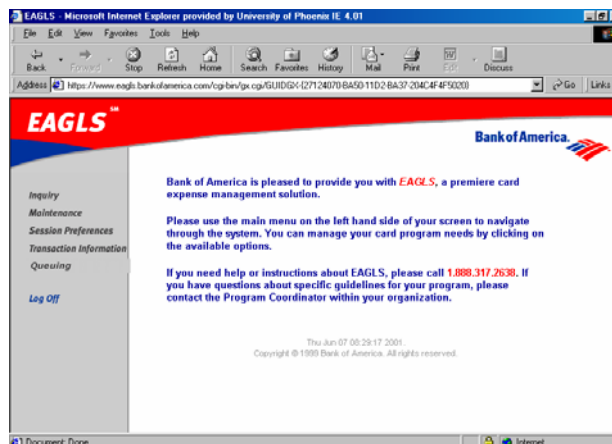 EAGLS - Microsoft Internet Explorer provided by University of Phoenix IE 4.01
File Edit View Favorites Tools Help
Back Forward Stop Refresh Home Search Favorites History Mail Print Edit Discuss
Address https://www.eagls.bankofamerica.com/cgi-bin/gx.cgi/GUIDGX-{27124070-BA50-11D2-BA37-204C4F4F5020} Go Links
EAGLS SM
Bank of America.
Inquiry
Maintenance
Session Preferences
Transaction Information
Queuing
Log Off
Bank of America is pleased to provide you with EAGLS, a premiere card
expense management solution.
Please use the main menu on the left hand side of your screen to navigate
through the system. You can manage your card program needs by clicking on
the available options.
If you need help or instructions about EAGLS, please call 1.888.317.2638. If
you have questions about specific guidelines for your program, please
contact the Program Coordinator within your organization.
Thu Jun 07 08:29:17 2001.
Copyright © 1999 Bank of America. All rights reserved.
Document: Done Internet